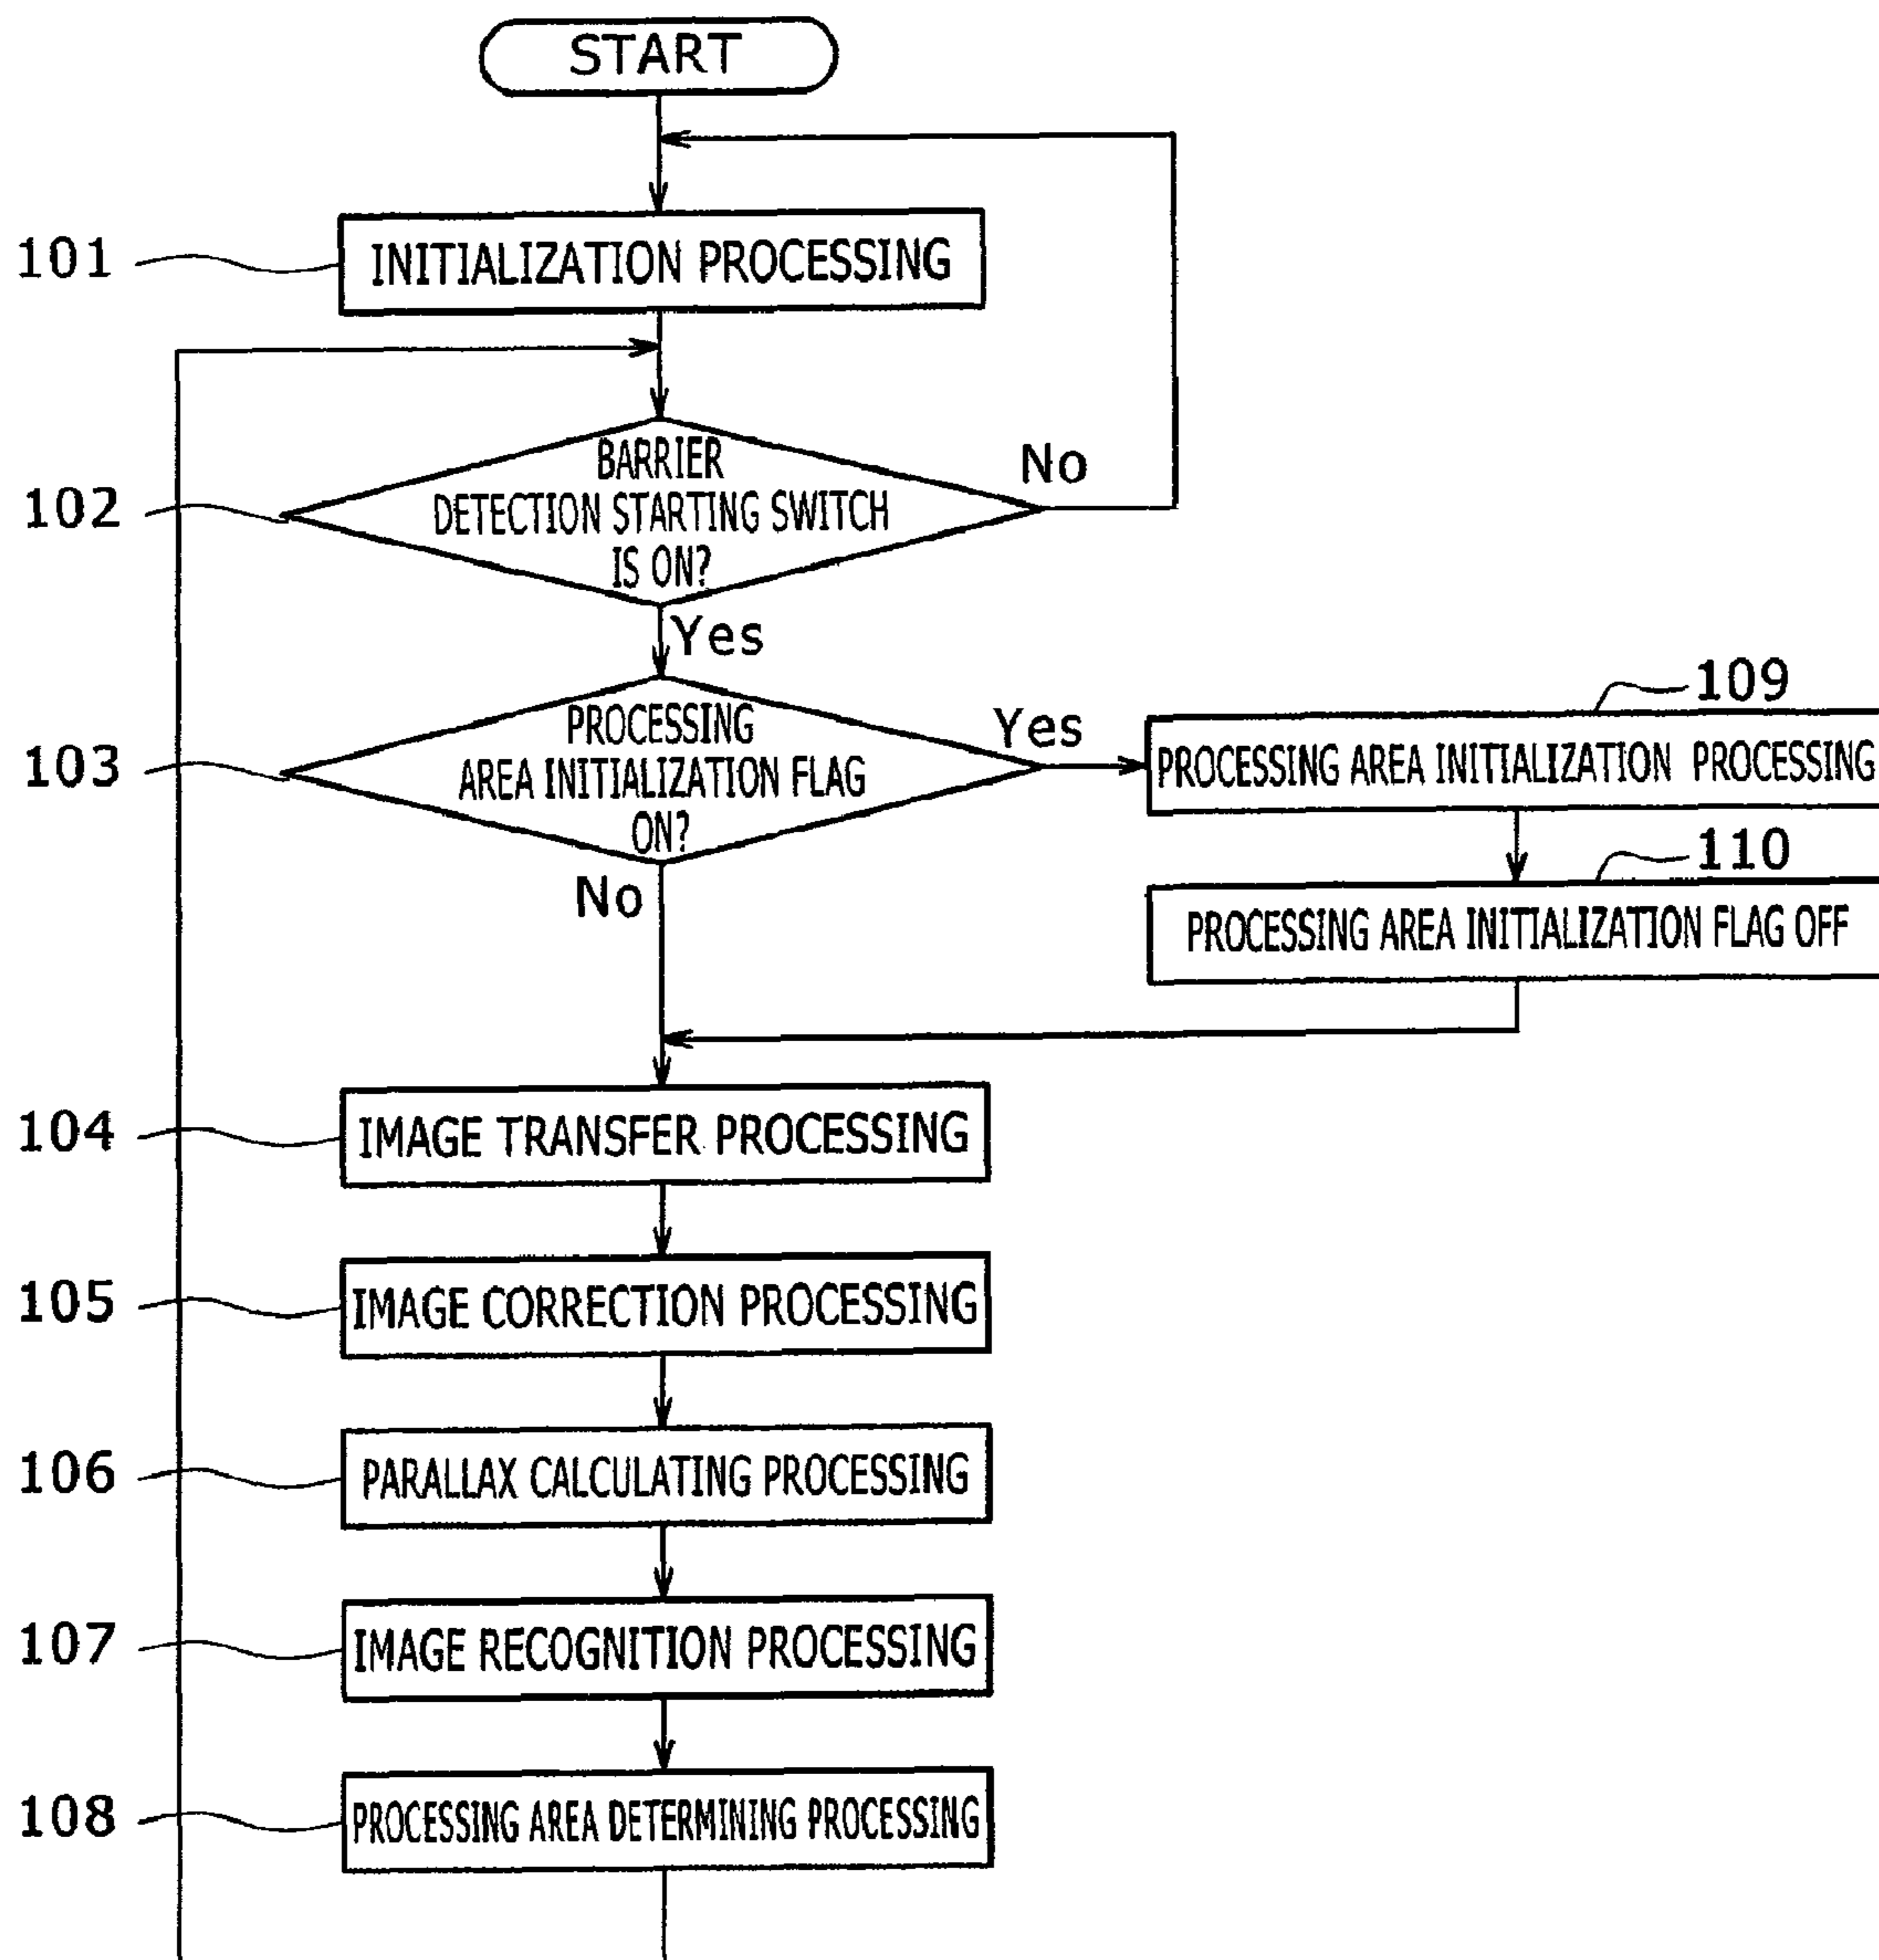 START
101
INITIALIZATION PROCESSING
102
BARRIER
DETECTION STARTING SWITCH
IS ON?
No
Yes
103
PROCESSING
AREA INITIALIZATION FLAG
ON?
Yes
109
PROCESSING AREA INITIALIZATION PROCESSING
110
PROCESSING AREA INITIALIZATION FLAG OFF
No
104
IMAGE TRANSFER PROCESSING
105
IMAGE CORRECTION PROCESSING
106
PARALLAX CALCULATING PROCESSING
107
IMAGE RECOGNITION PROCESSING
108
PROCESSING AREA DETERMINING PROCESSING